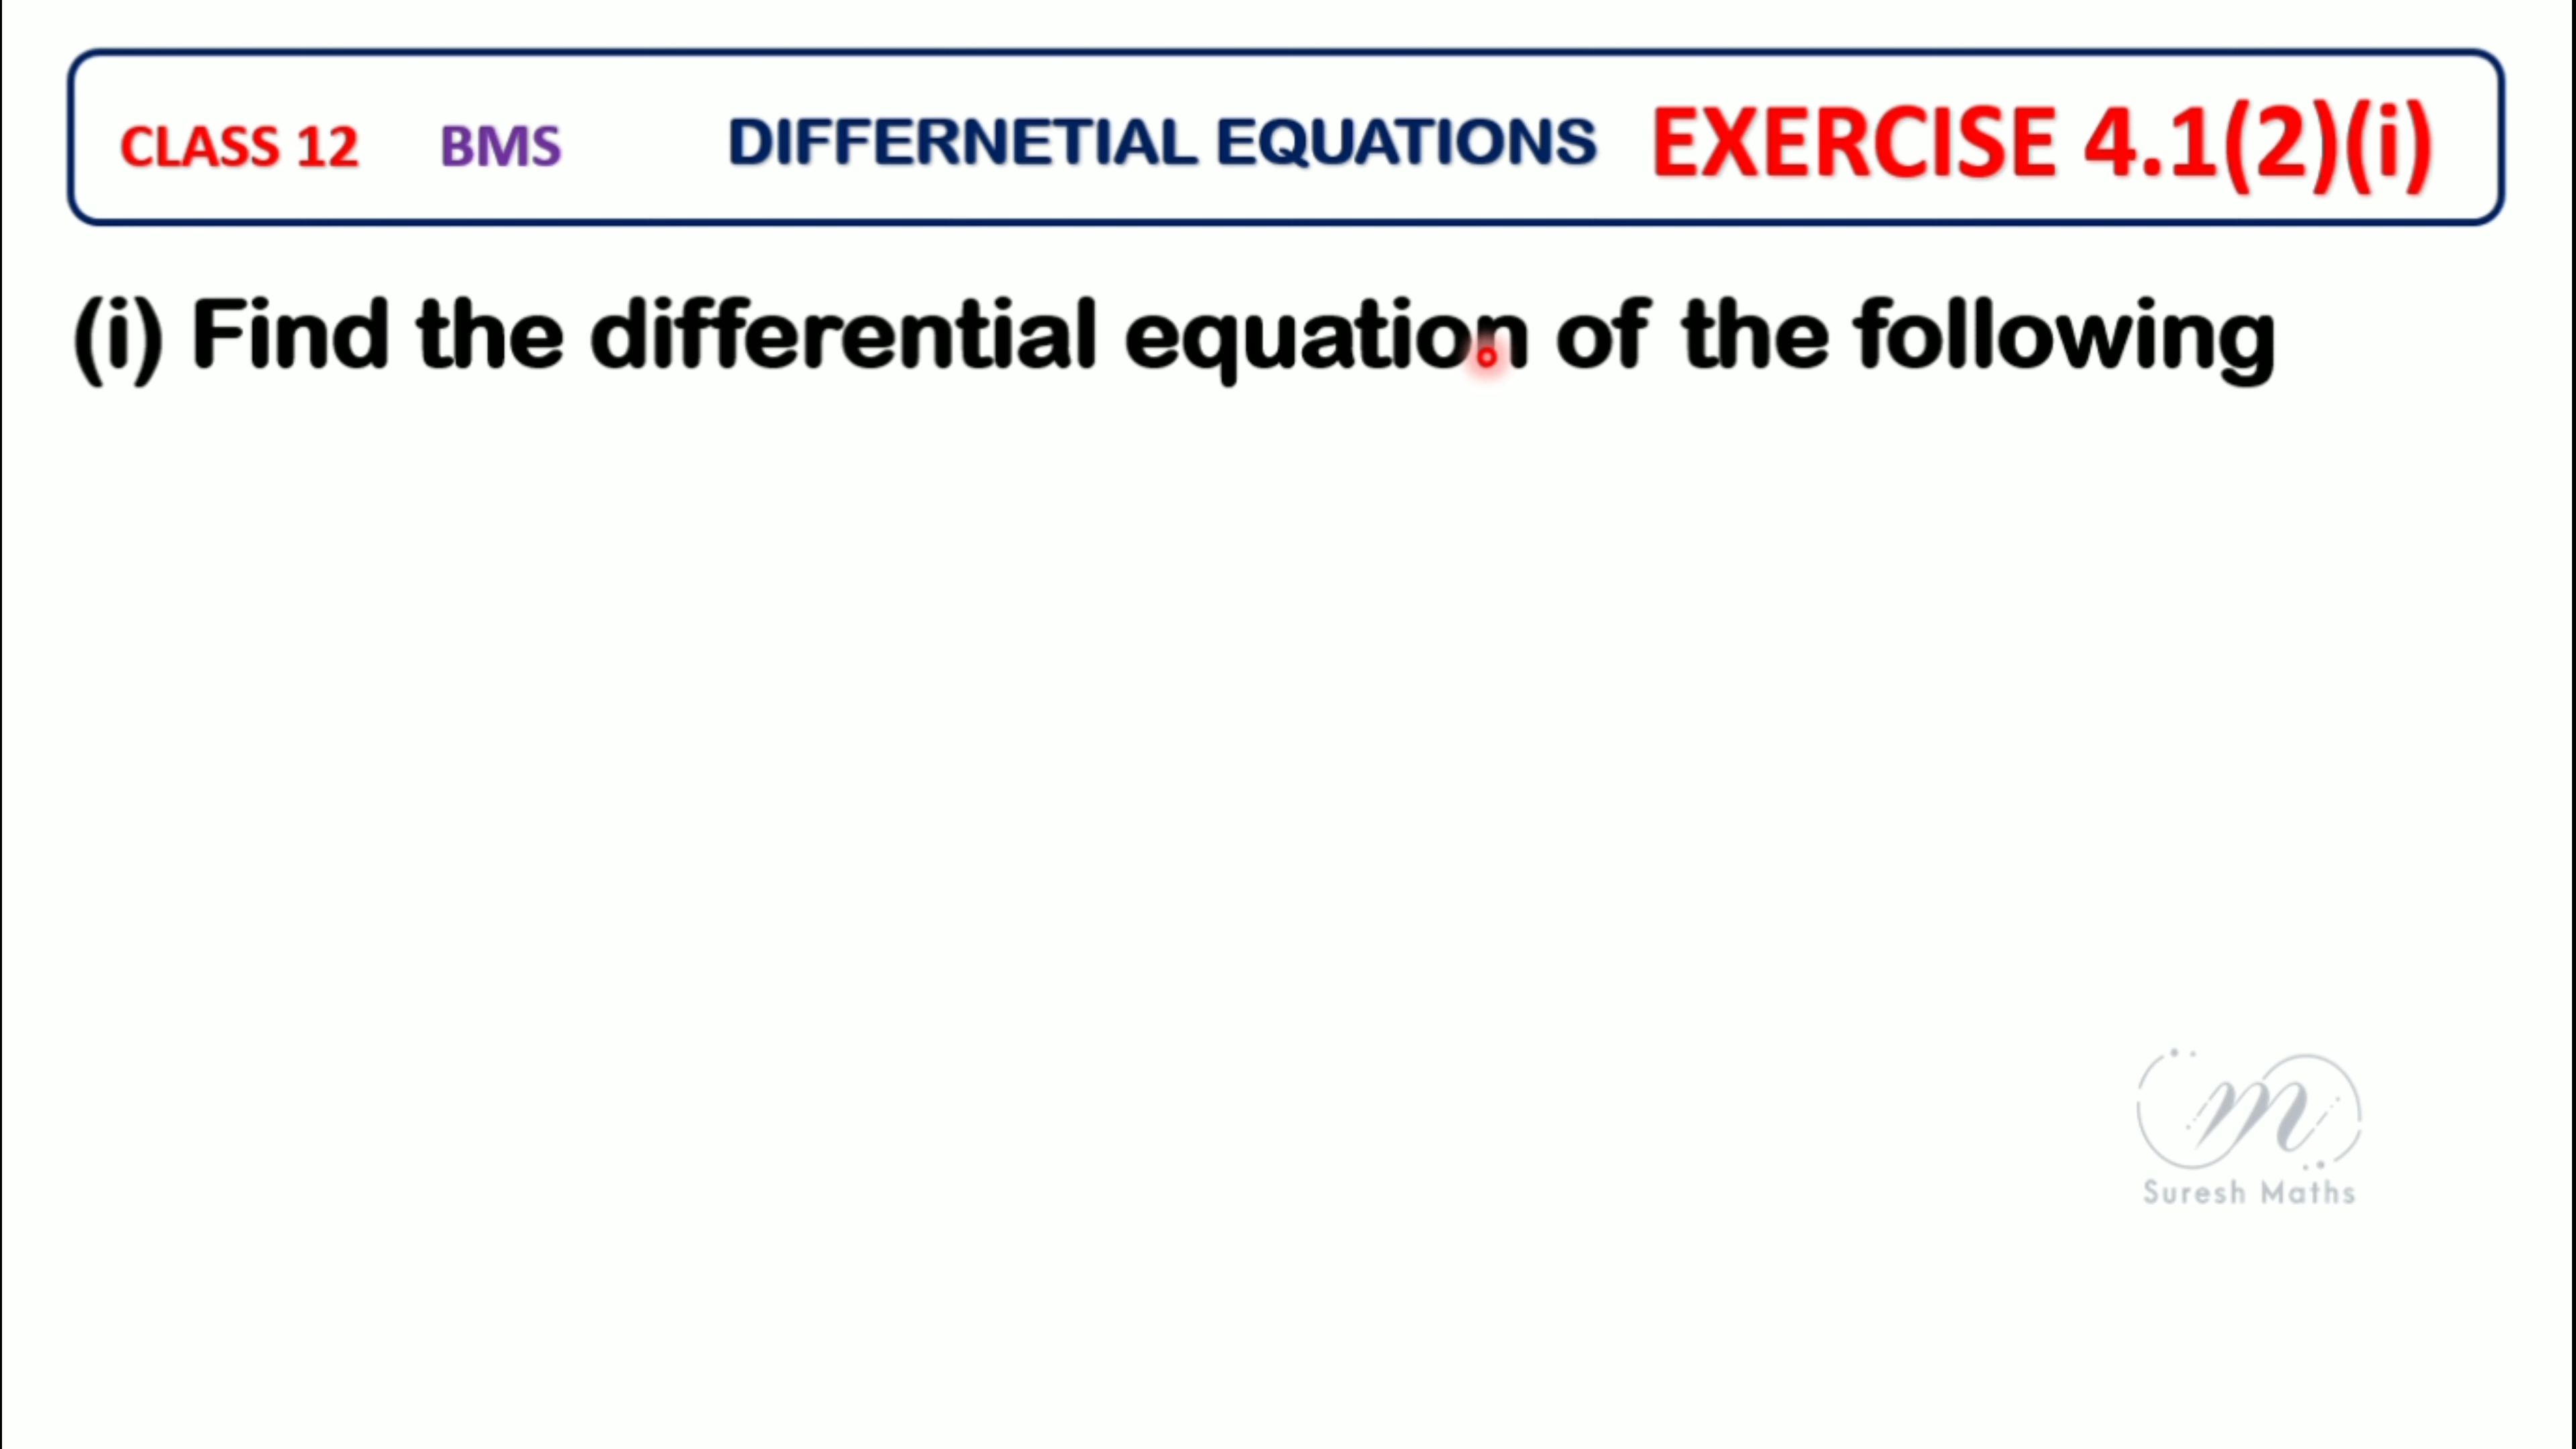 CLASS 12 BMS DIFFERNETIAL EQUATIONS EXERCISE 4.1(2)(i)
(i) Find the differential equation of the following
m
Suresh Maths